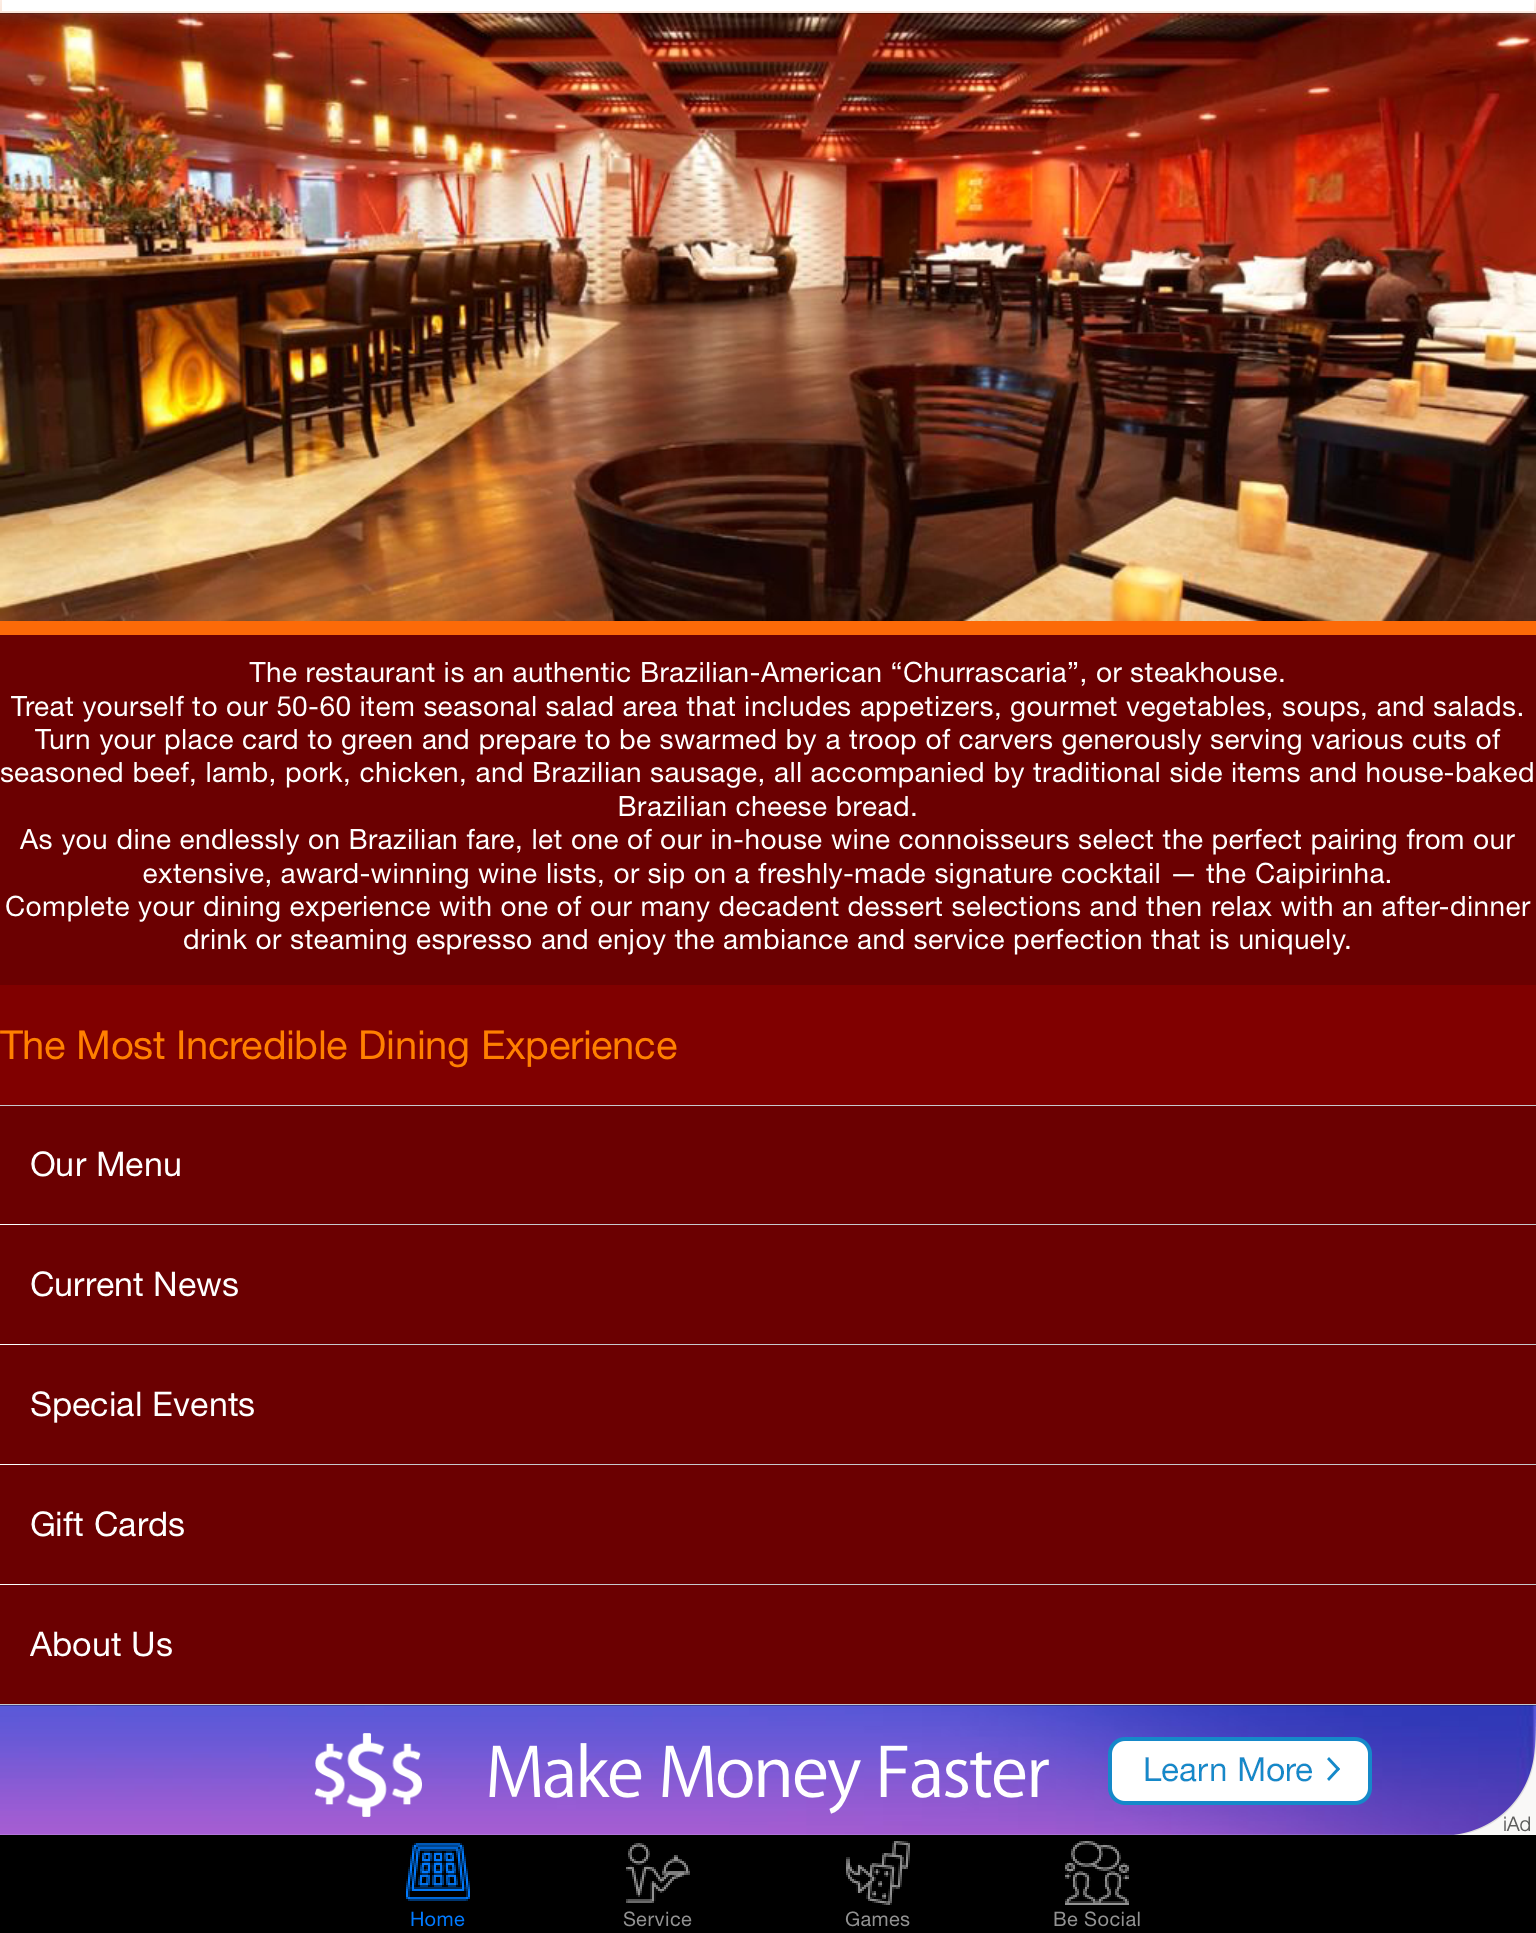 The restaurant is an authentic Brazilian-American “Churrascaria”, or steakhouse.
Treat yourself to our 50-60 item seasonal salad area that includes appetizers, gourmet vegetables, soups, and salads.
Turn your place card to green and prepare to be swarmed by a troop of carvers generously serving various cuts of
seasoned beef, lamb, pork, chicken, and Brazilian sausage, all accompanied by traditional side items and house-baked
Brazilian cheese bread.
As you dine endlessly on Brazilian fare, let one of our in-house wine connoisseurs select the perfect pairing from our
extensive, award-winning wine lists, or sip on a freshly-made signature cocktail — the Caipirinha.
Complete your dining experience with one of our many decadent dessert selections and then relax with an after-dinner
drink or steaming espresso and enjoy the ambiance and service perfection that is uniquely.
The Most Incredible Dining Experience
Our Menu
Current News
Special Events
Gift Cards
About Us
$$$ Make Money Faster Learn More
iAd
Home Service Games Be Social